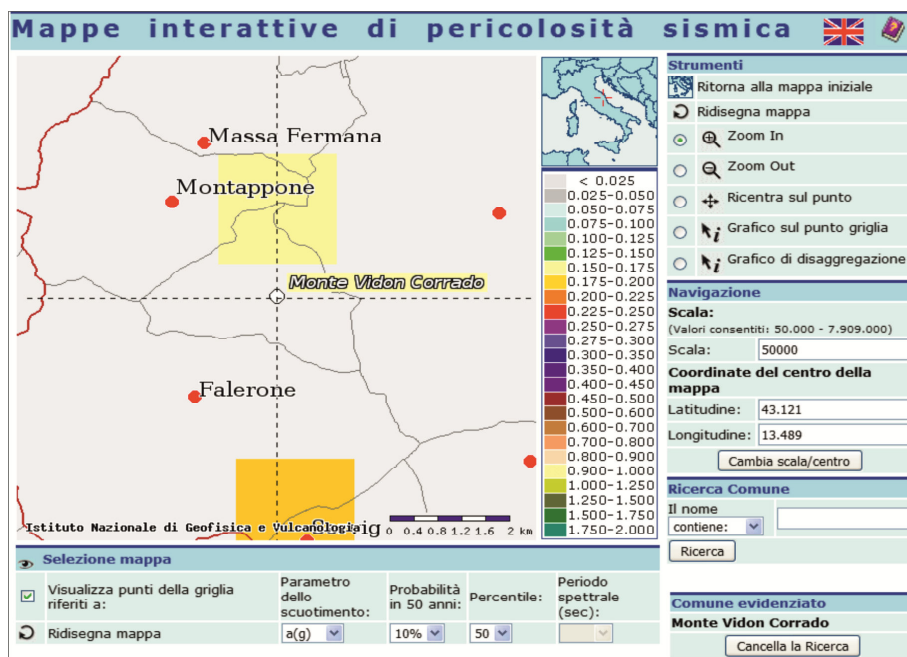 Mappe interattive di pericolosità sismica
Massa Fermana
Montappone
Monte Vidon Corrado
Falerone
Istituto Nazionale di Geofisica e Vulcanologia
0 0.4 0.8 1.2 1.6 2 km
< 0.025
0.025-0.050
0.050-0.075
0.075-0.100
0.100-0.125
0.125-0.150
0.150-0.175
0.175-0.200
0.200-0.225
0.225-0.250
0.250-0.275
0.275-0.300
0.300-0.350
0.350-0.400
0.400-0.450
0.450-0.500
0.500-0.600
0.600-0.700
0.700-0.800
0.800-0.900
0.900-1.000
1.000-1.250
1.250-1.500
1.500-1.750
1.750-2.000
Strumenti
Ritorna alla mappa iniziale
Ridisegna mappa
Zoom In
Zoom Out
Ricentra sul punto
Grafico sul punto griglia
Grafico di disaggregazione
Navigazione
Scala:
(Valori consentiti: 50.000 - 7.909.000)
Scala: 50000
Coordinate del centro della
mappa
Latitudine: 43.121
Longitudine: 13.489
Cambia scala/centro
Ricerca Comune
Il nome
contiene:
Ricerca
Comune evidenziato
Monte Vidon Corrado
Cancella la Ricerca
Selezione mappa
Visualizza punti della griglia
riferiti a:
Parametro
dello
scuotimento:
Probabilità
in 50 anni:
Percentile:
Periodo
spettrale
(sec):
Ridisegna mappa
a(g)
10%
50